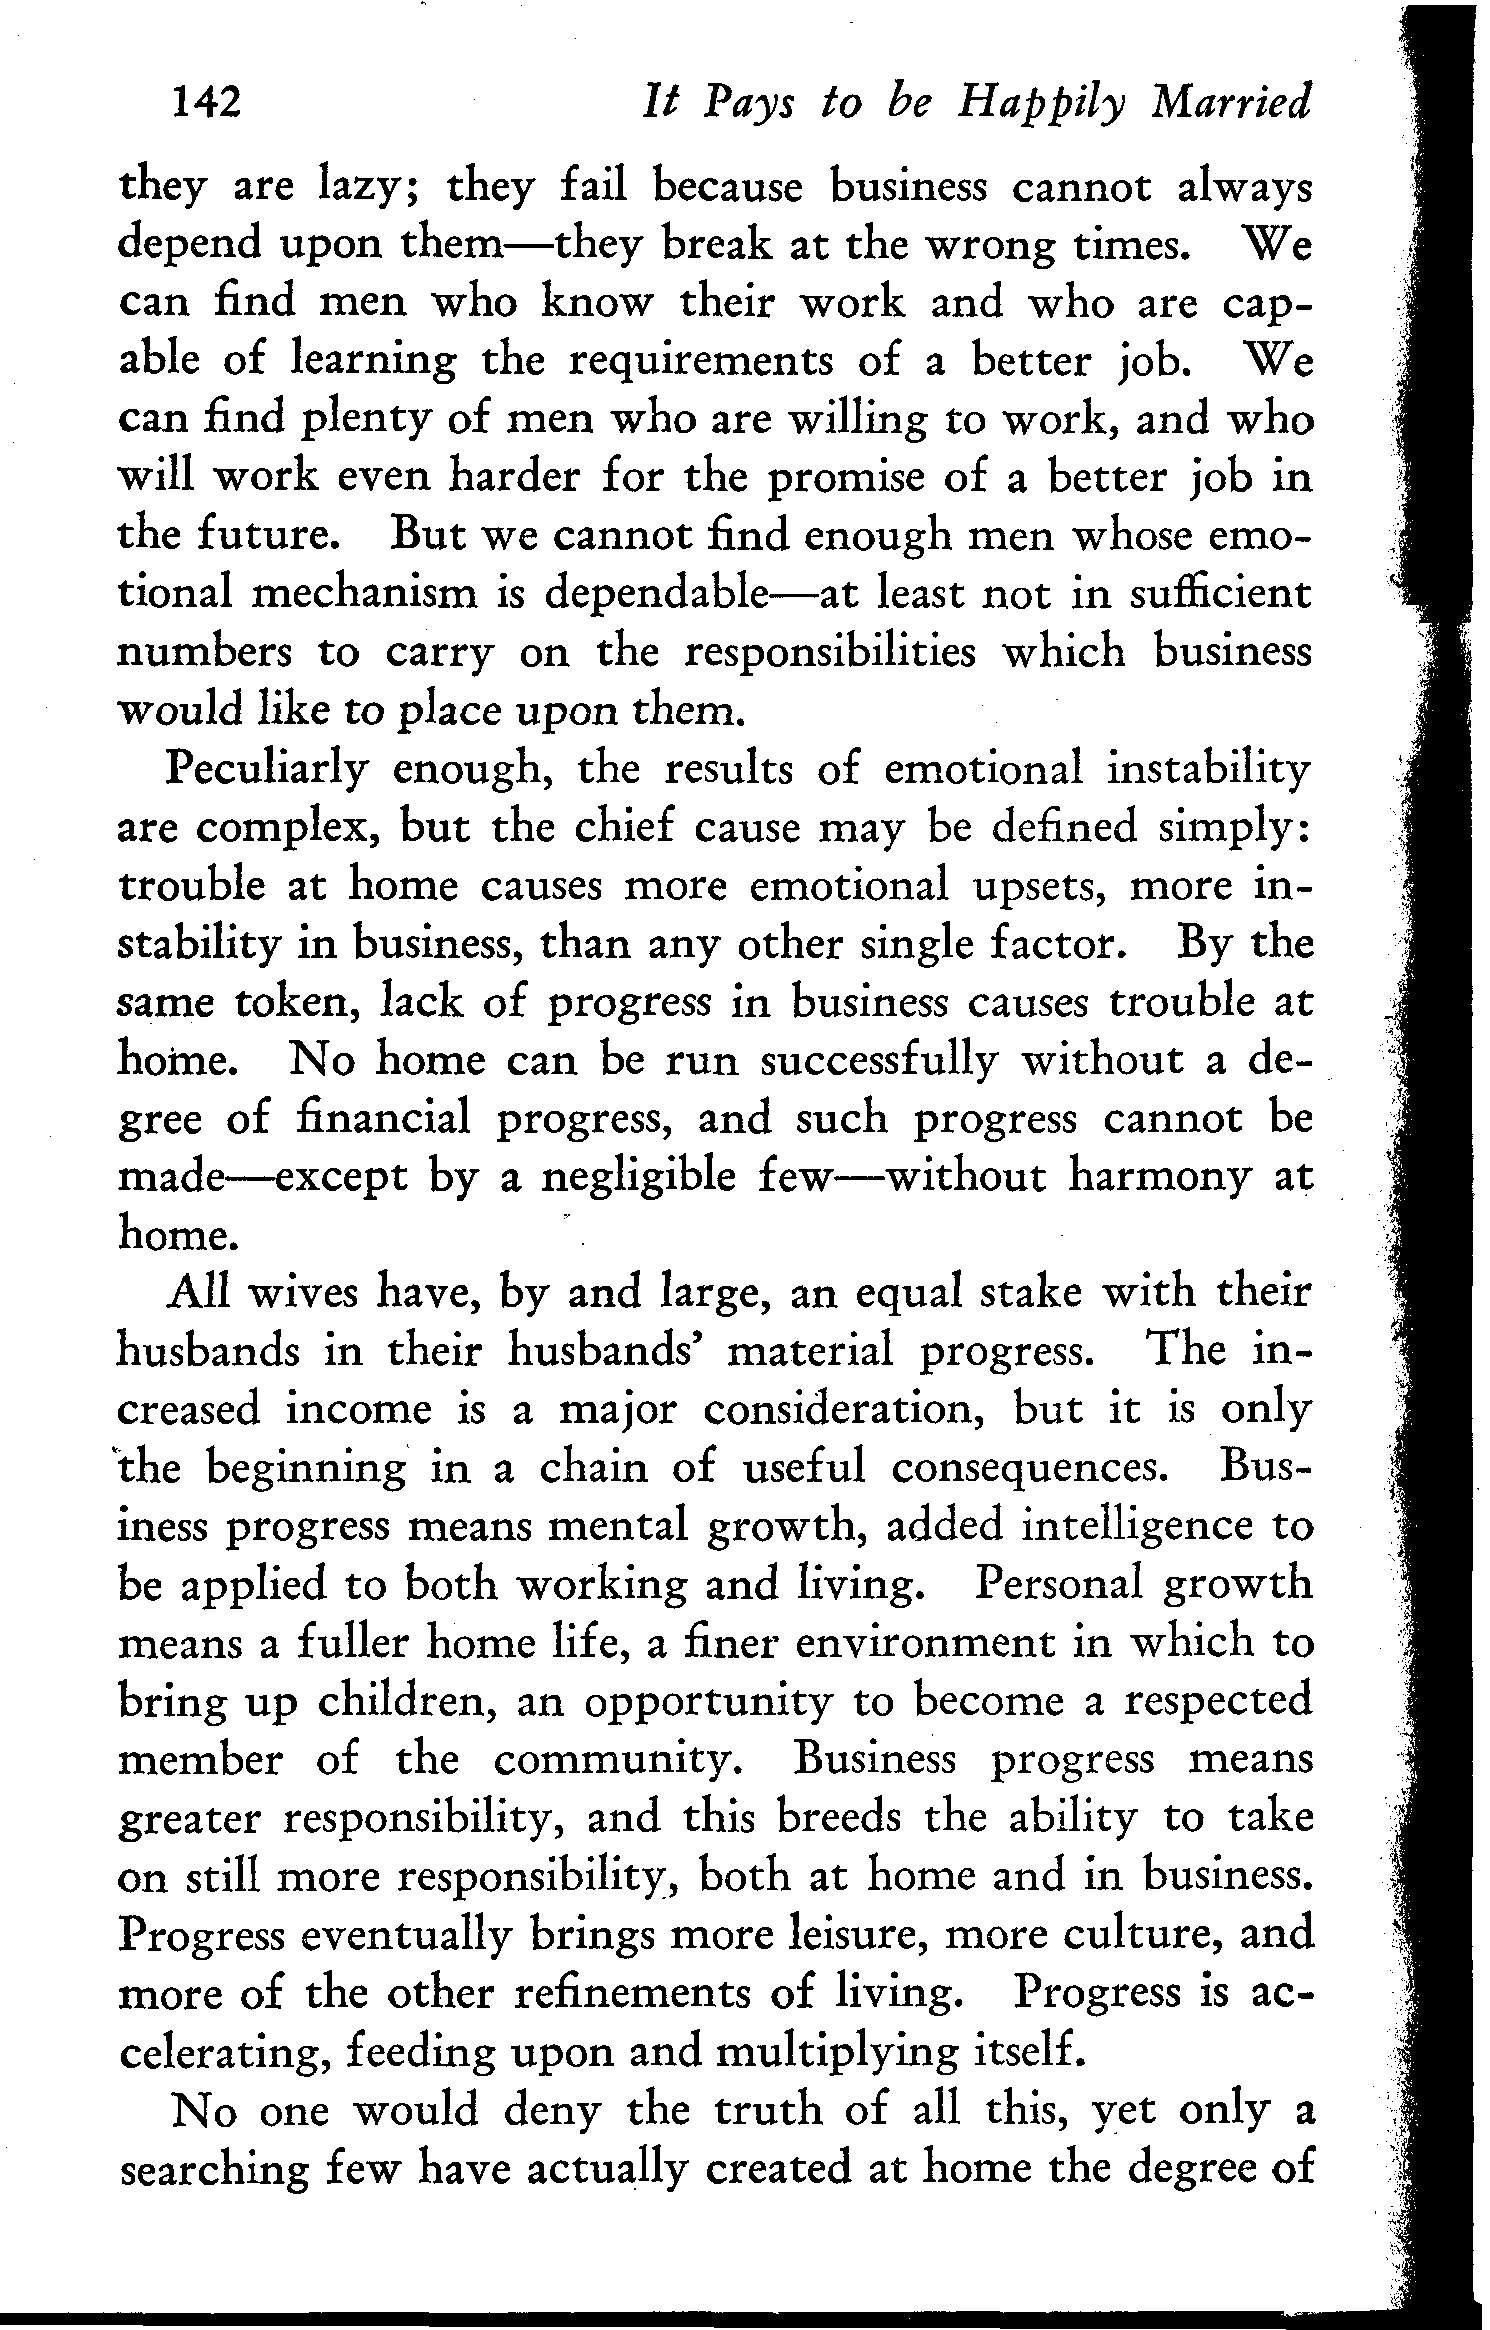 142 It Pays to be Happily Married
they are lazy; they fail because business cannot always
depend upon them—they break at the wrong times. We
can find men who know their work and who are cap-
able of learning the requirements of a better job. We
can find plenty of men who are willing to work, and who
will work even harder for the promise of a better job in
the future. But we cannot find enough men whose emo-
tional mechanism is dependable—at least not in sufficient
numbers to carry on the responsibilities which business
would like to place upon them.
Peculiarly enough, the results of emotional instability
are complex, but the chief cause may be defined simply:
trouble at home causes more emotional upsets, more in-
stability in business, than any other single factor. By the
same token, lack of progress in business causes trouble at
home. No home can be run successfully without a de-
gree of financial progress, and such progress cannot be
made—except by a negligible few—without harmony at
home.
All wives have, by and large, an equal stake with their
husbands in their husbands' material progress. The in-
creased income is a major consideration, but it is only
the beginning in a chain of useful consequences. Bus-
iness progress means mental growth, added intelligence to
be applied to both working and living. Personal growth
means a fuller home life, a finer environment in which to
bring up children, an opportunity to become a respected
member of the community. Business progress means
greater responsibility, and this breeds the ability to take
on still more responsibility, both at home and in business.
Progress eventually brings more leisure, more culture, and
more of the other refinements of living. Progress is ac-
celerating, feeding upon and multiplying itself.
No one would deny the truth of all this, yet only a
searching few have actually created at home the degree of